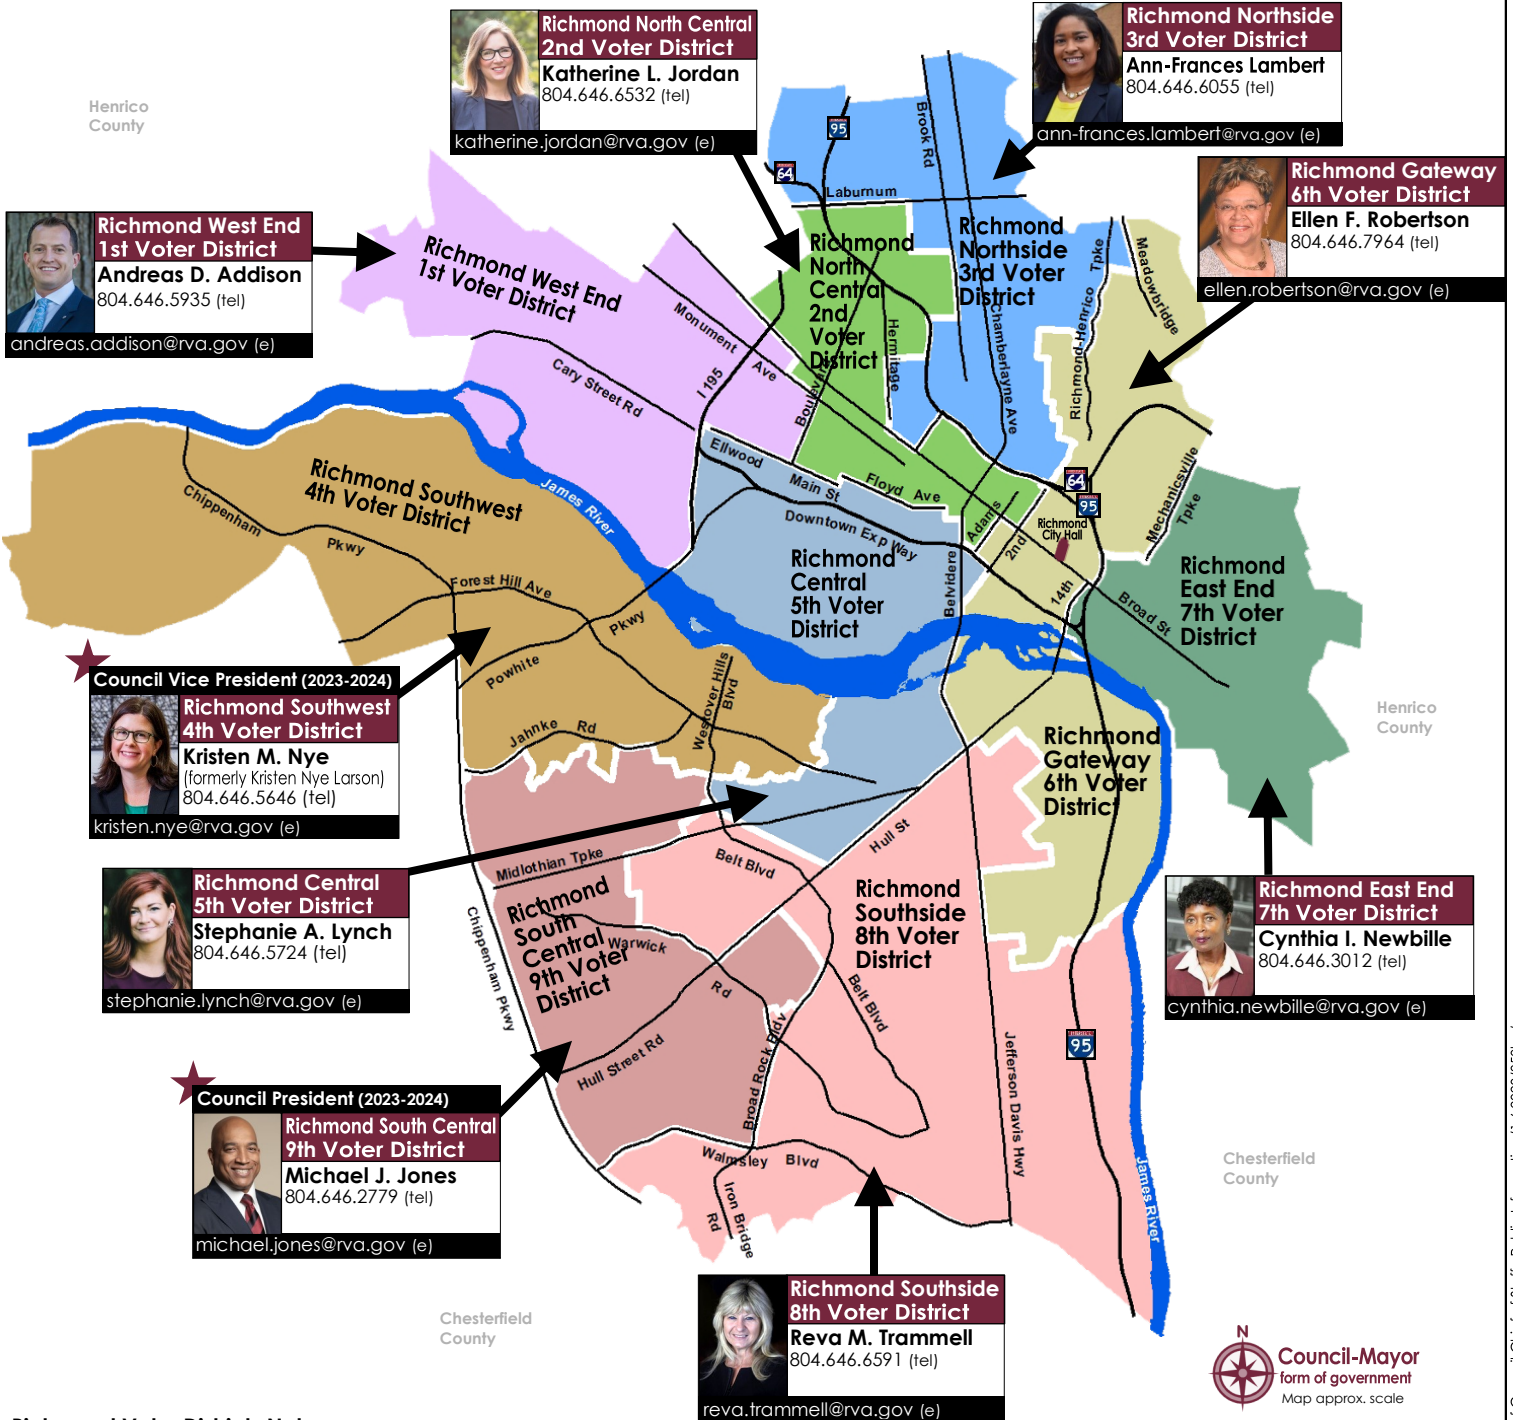 Richmond North Central
2nd Voter District
Katherine L. Jordan
804.646.6532 (tel)
katherine.jordan@rva.gov (e)
Richmond Northside
3rd Voter District
Ann-Frances Lambert
804.646.6055 (tel)
ann-frances.lambert@rva.gov (e)
Henrico
County
Richmond Gateway
6th Voter District
Ellen F. Robertson
804.646.7964 (tel)
ellen.robertson@rva.gov (e)
Richmond West End
1st Voter District
Andreas D. Addison
804.646.5935 (tel)
andreas.addison@rva.gov (e)
95
64
Brook Rd
Laburnum
Richmond West End
1st Voter District
Richmond
North
Central
2nd
Voter
District
Richmond
Northside
3rd Voter
District
Richmond-Henrico Tpke
Meadowbridge
Monument Ave
Cary Street Rd
I 195
Boulevard
Hermitage
Chamberlayne Ave
Ellwood
Main St
Floyd Ave
Downtown Exp Way
Adams
2nd
Richmond
City Hall
64
95
Mechanicsville
Tpke
14th
Broad St
Belvidere
Richmond Southwest
4th Voter District
James River
Chippenham
Pkwy
Forest Hill Ave
Powhite
Pkwy
Jahnke Rd
Westover Hills
Blvd
Richmond
Central
5th Voter
District
Richmond
East End
7th Voter
District
Richmond
Gateway
6th Voter
District
Henrico
County
Council Vice President (2023-2024)
Richmond Southwest
4th Voter District
Kristen M. Nye
(formerly Kristen Nye Larson)
804.646.5646 (tel)
kristen.nye@rva.gov (e)
Richmond Central
5th Voter District
Stephanie A. Lynch
804.646.5724 (tel)
stephanie.lynch@rva.gov (e)
Midlothian Tpke
Belt Blvd
Hull St
Richmond
South
Central
9th Voter
District
Chippenham Pkwy
Warwick
Rd
Hull Street Rd
Broad Rock Bldv
Belt Blvd
Richmond
Southside
8th Voter
District
Jefferson Davis Hwy
95
Walmsley Blvd
Iron Bridge
Rd
James River
Richmond East End
7th Voter District
Cynthia I. Newbille
804.646.3012 (tel)
cynthia.newbille@rva.gov (e)
Council President (2023-2024)
Richmond South Central
9th Voter District
Michael J. Jones
804.646.2779 (tel)
michael.jones@rva.gov (e)
Chesterfield
County
Chesterfield
County
Richmond Southside
8th Voter District
Reva M. Trammell
804.646.6591 (tel)
reva.trammell@rva.gov (e)
N
Council-Mayor
form of government
Map approx. scale